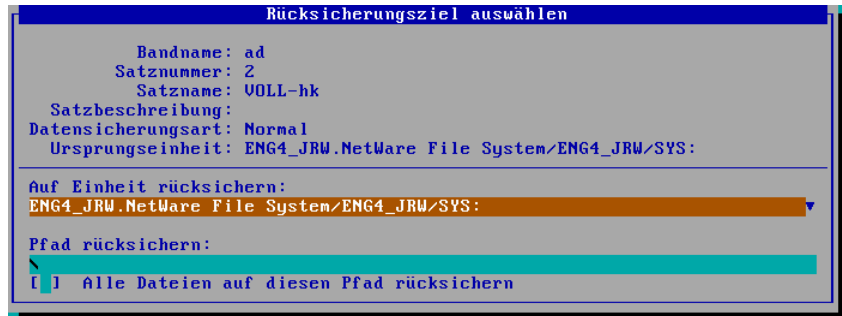 Rücksicherungsziel auswählen
Bandname: ad
Satznummer: 2
Satzname: VOLL-hk
Satzbeschreibung:
Datensicherungsart: Normal
Ursprungseinheit: ENG4_JRW.NetWare File System/ENG4_JRW/SYS:
Auf Einheit rücksichern:
ENG4_JRW.NetWare File System/ENG4_JRW/SYS:
Pfad rücksichern:
\
[ ] Alle Dateien auf diesen Pfad rücksichern